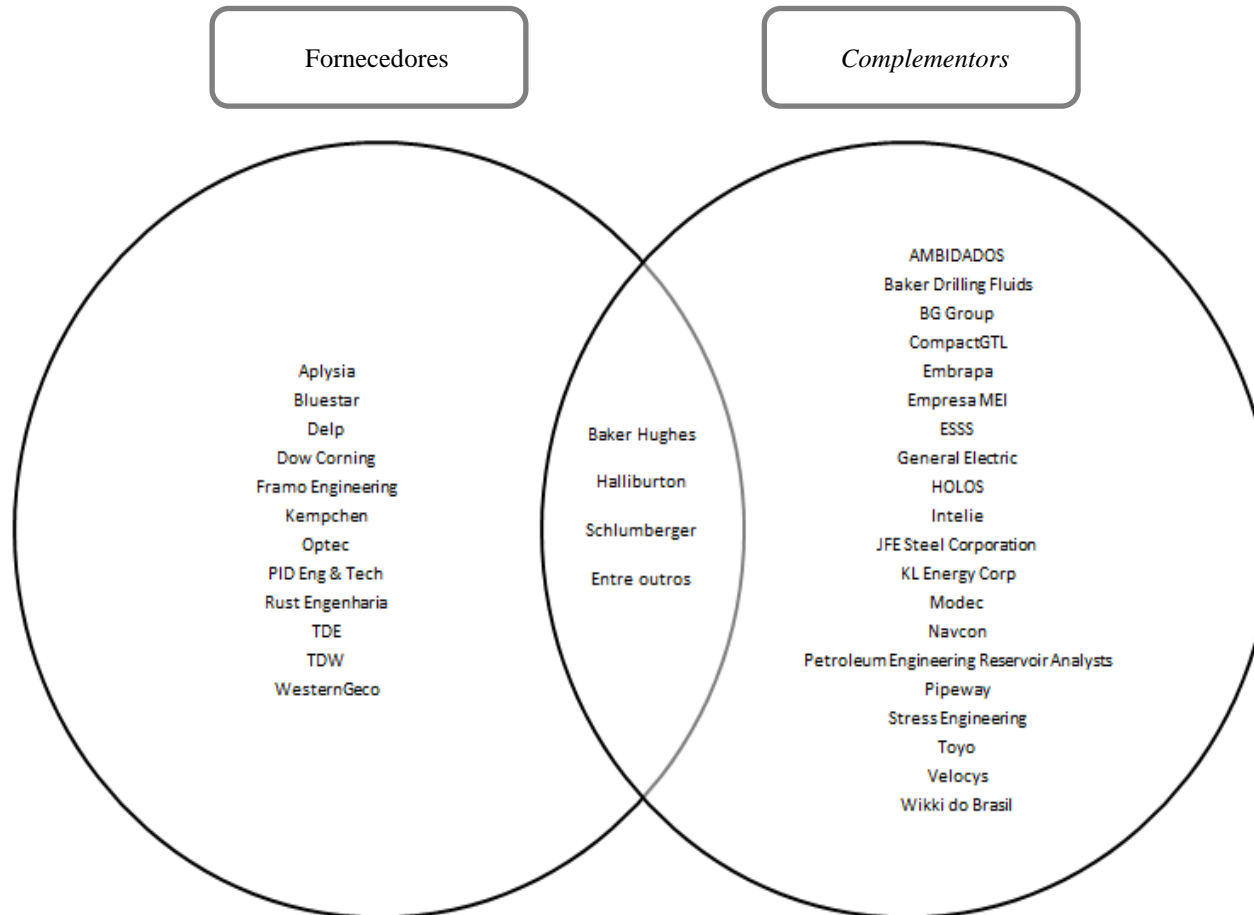 Fornecedores
Complementors
Aplysia
Bluestar
Delp
Dow Corning
Framo Engineering
Kempchen
Optec
PID Eng & Tech
Rust Engenharia
TDE
TDW
WesternGeco
Baker Hughes
Halliburton
Schlumberger
Entre outros
AMBIDADOS
Baker Drilling Fluids
BG Group
CompactGTL
Embrapa
Empresa MEI
ESSS
General Electric
HOLOS
Intelie
JFE Steel Corporation
KL Energy Corp
Modec
Navcon
Petroleum Engineering Reservoir Analysts
Pipeway
Stress Engineering
Toyo
Velocys
Wikki do Brasil